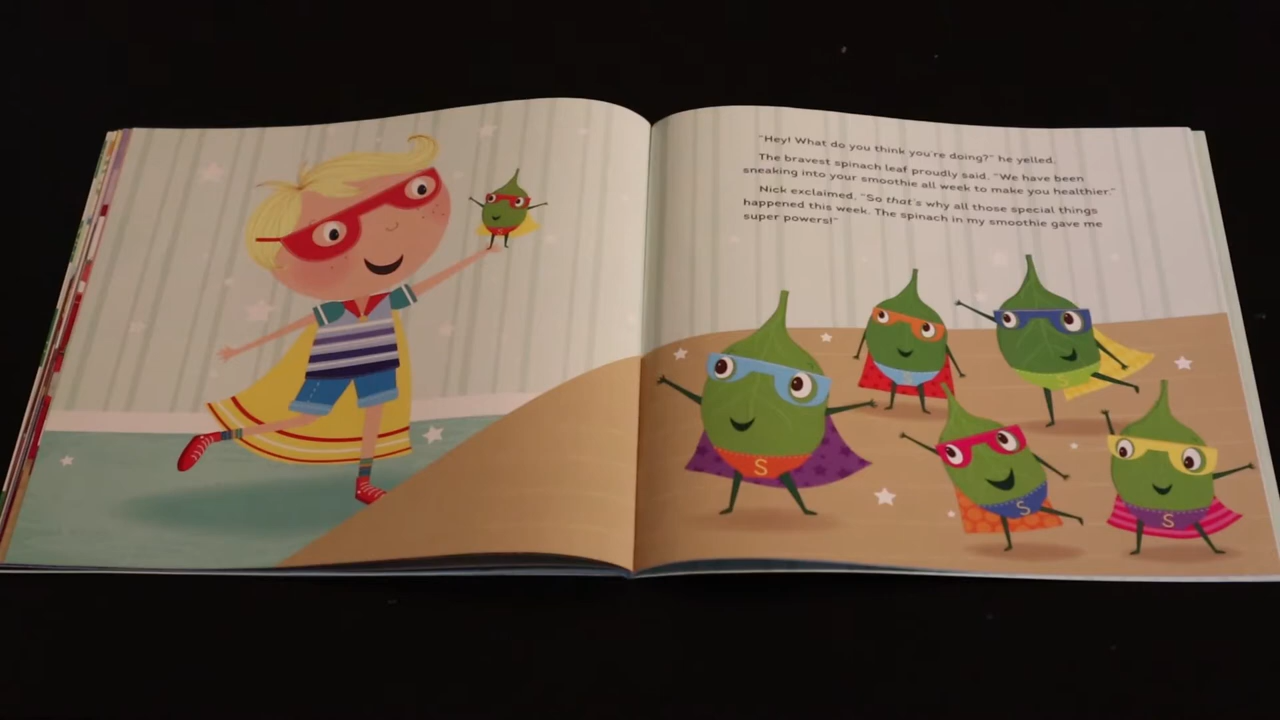 "Hey! What do you think you're doing?" he yelled.
The bravest spinach leaf proudly said, "We have been
sneaking into your smoothie all week to make you healthier."
Nick exclaimed, "So that's why all those special things
happened this week. The spinach in my smoothie gave me
super powers!"
S
S
S
S
S